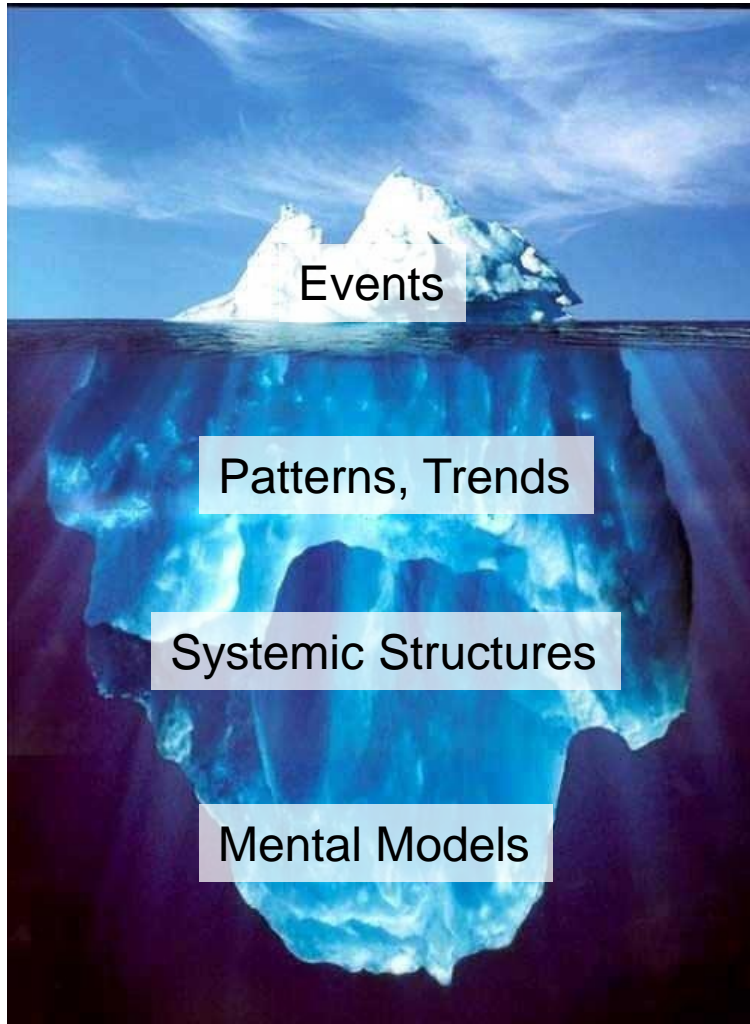 Events
Patterns, Trends
Systemic Structures
Mental Models